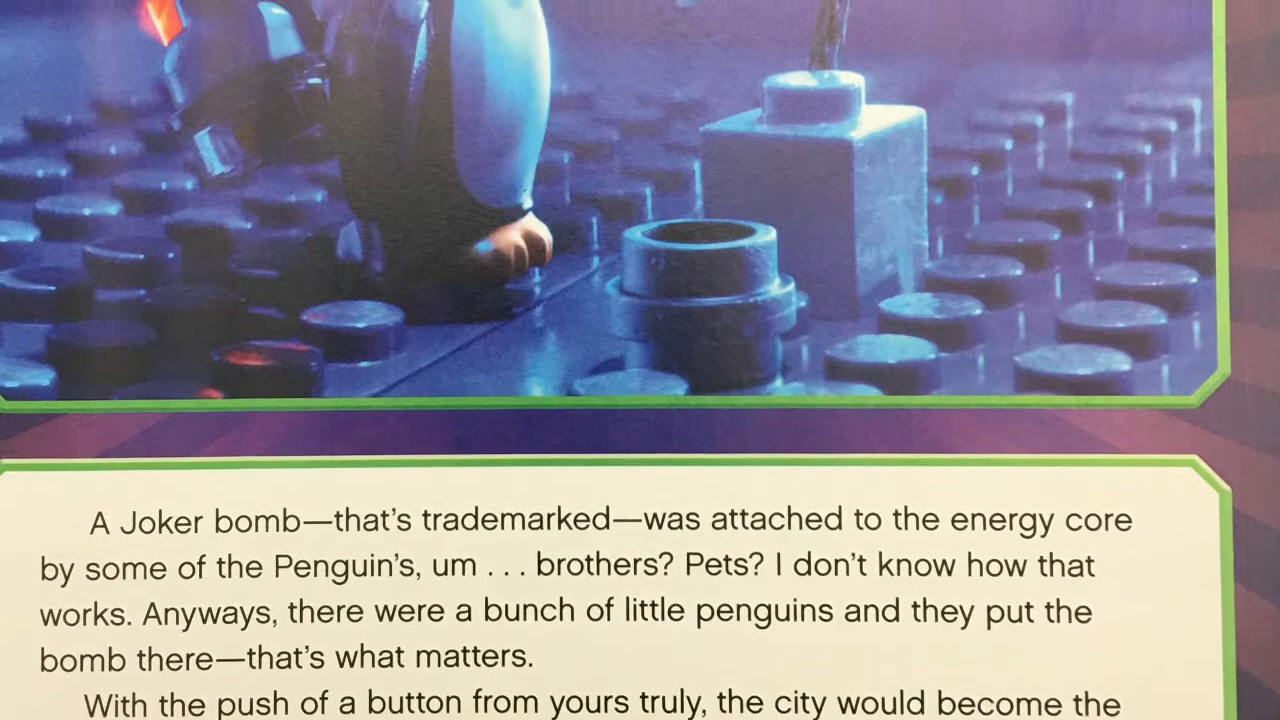 A Joker bomb—that's trademarked—was attached to the energy core
by some of the Penguin's, um . . . brothers? Pets? I don't know how that
works. Anyways, there were a bunch of little penguins and they put the
bomb there—that's what matters.
With the push of a button from yours truly, the city would become the